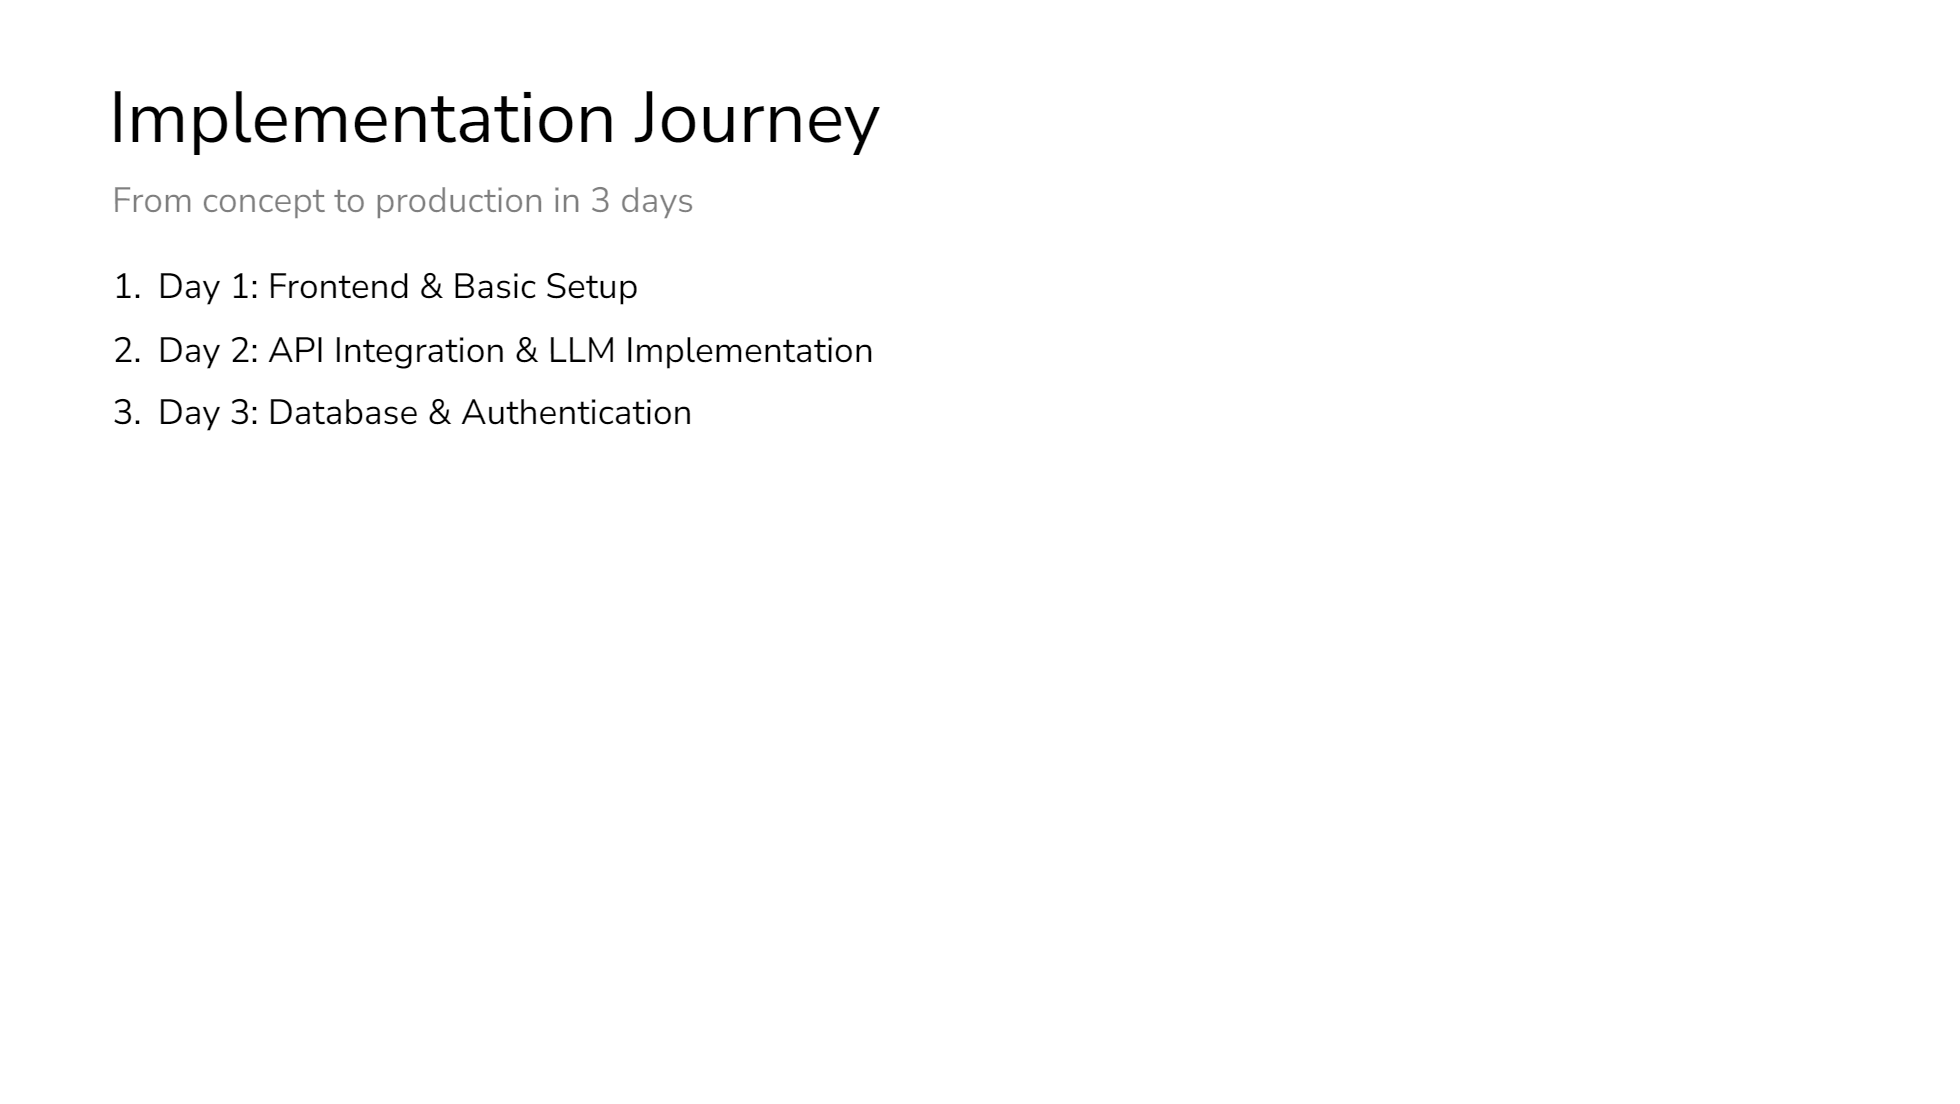 Implementation Journey
From concept to production in 3 days
1. Day 1: Frontend & Basic Setup
2. Day 2: API Integration & LLM Implementation
3. Day 3: Database & Authentication